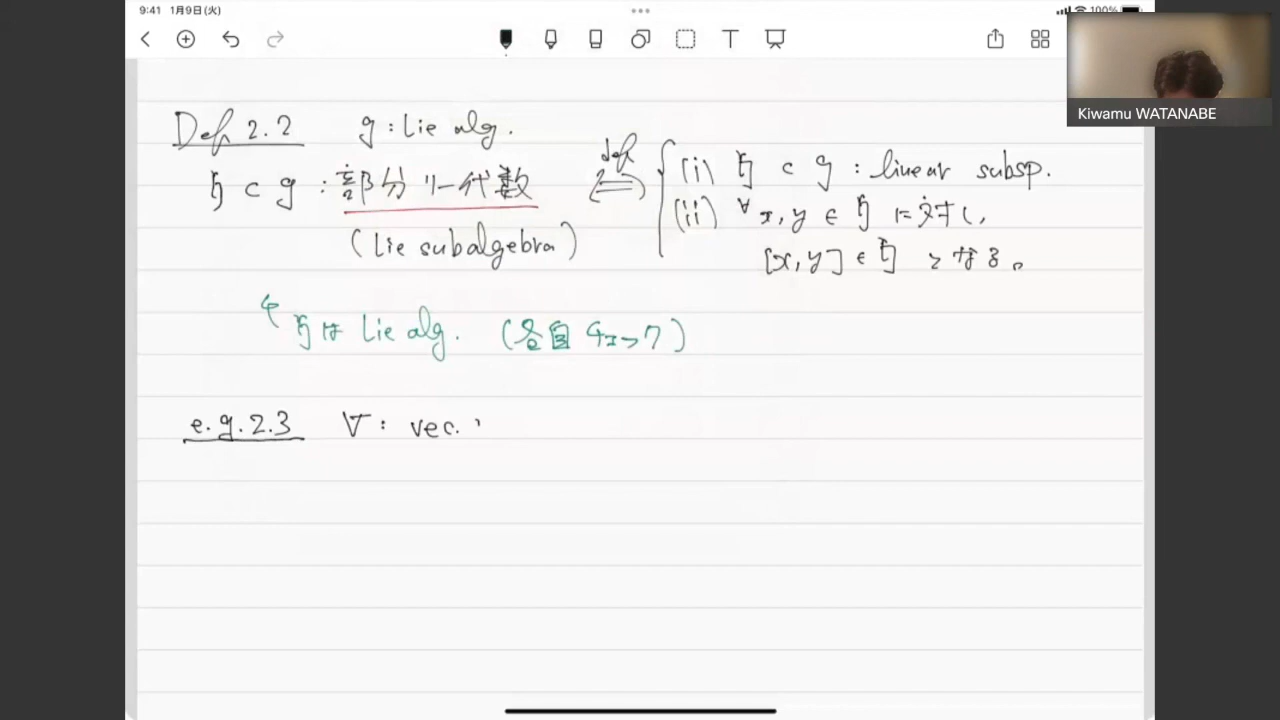 9:41 1月9日(火)
100%
Kiwamu WATANABE
Def 2.2 𝔤 : Lie alg.
𝔥 ⊂ 𝔤 : 部分リー代数 def ⟺ { (i) 𝔥 ⊂ 𝔤 : linear subsp.
(Lie subalgebra) (ii) ∀x, y ∈ 𝔥 に対し,
[x, y] ∈ 𝔥 となる。
𝔥は Lie alg. (各自チェック)
e.g. 2.3 V : vec.